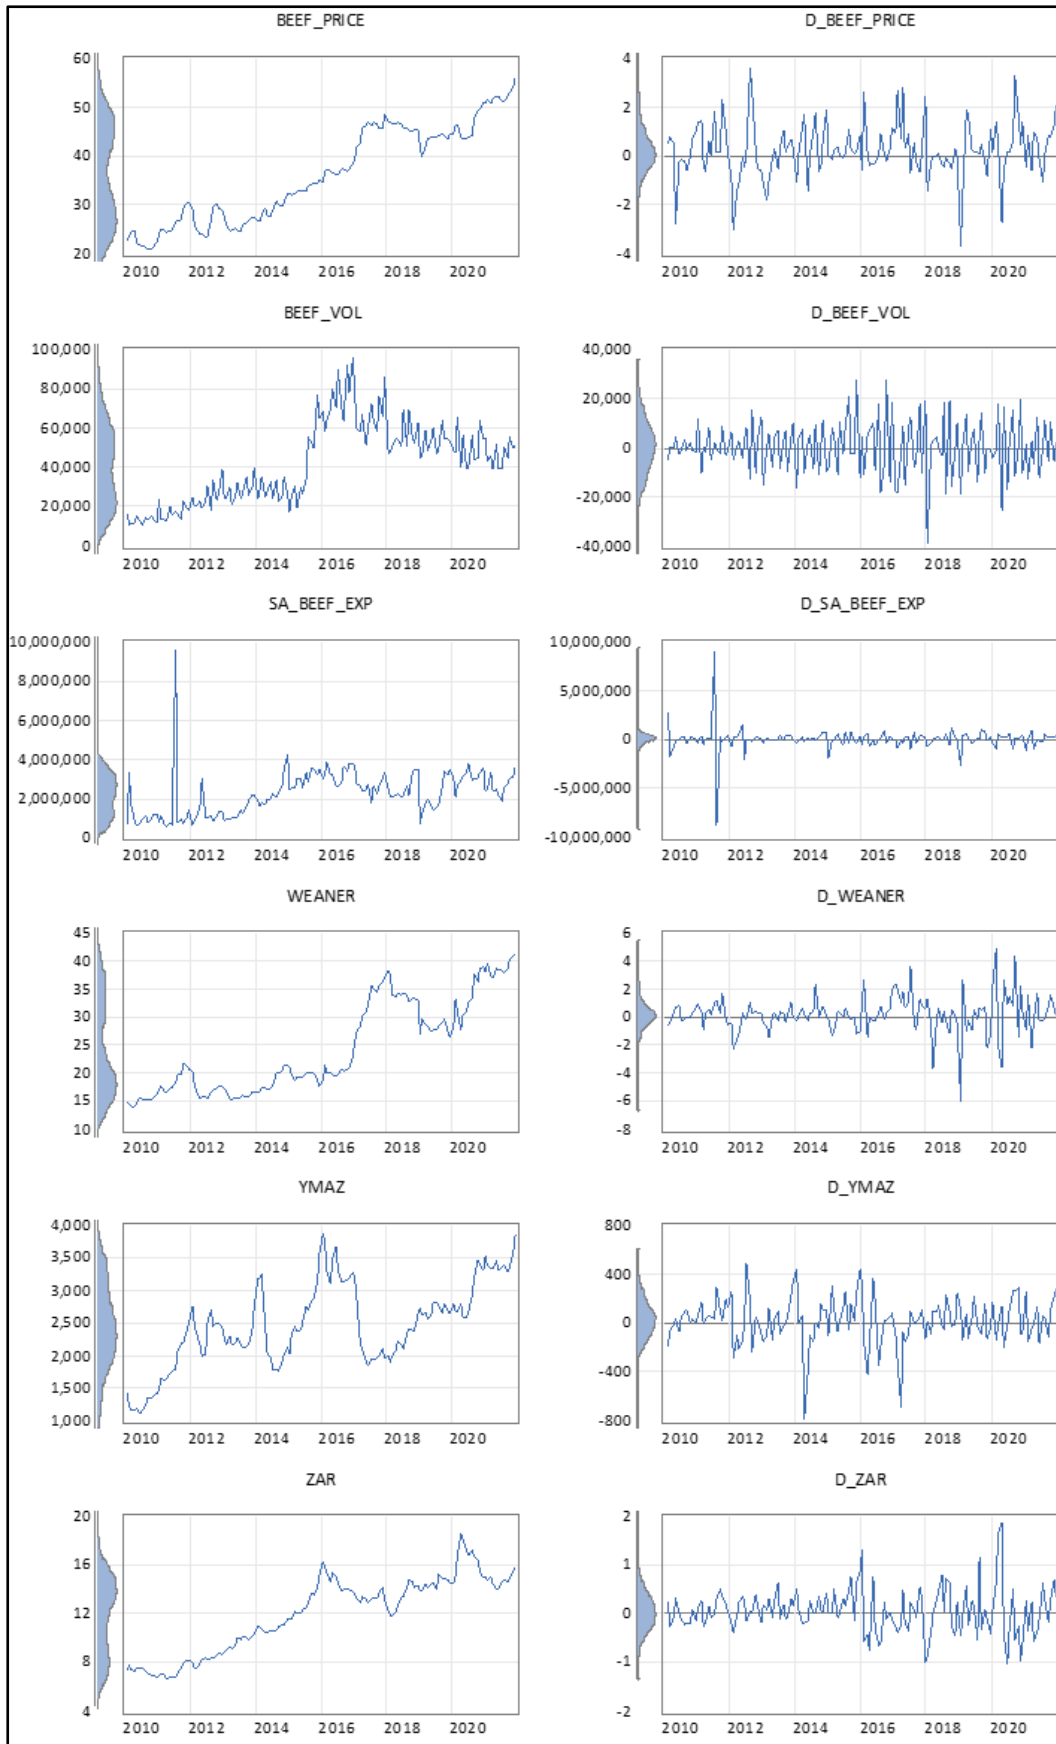 BEEF_PRICE
D_BEEF_PRICE
60
50
40
30
20
2010 2012 2014 2016 2018 2020
4
2
0
-2
-4
2010 2012 2014 2016 2018 2020
BEEF_VOL
D_BEEF_VOL
100,000
80,000
60,000
40,000
20,000
0
2010 2012 2014 2016 2018 2020
40,000
20,000
0
-20,000
-40,000
2010 2012 2014 2016 2018 2020
SA_BEEF_EXP
D_SA_BEEF_EXP
10,000,000
8,000,000
6,000,000
4,000,000
2,000,000
0
2010 2012 2014 2016 2018 2020
10,000,000
5,000,000
0
-5,000,000
-10,000,000
2010 2012 2014 2016 2018 2020
WEANER
D_WEANER
45
40
35
30
25
20
15
10
2010 2012 2014 2016 2018 2020
6
4
2
0
-2
-4
-6
-8
2010 2012 2014 2016 2018 2020
YMAZ
D_YMAZ
4,000
3,500
3,000
2,500
2,000
1,500
1,000
2010 2012 2014 2016 2018 2020
800
400
0
-400
-800
2010 2012 2014 2016 2018 2020
ZAR
D_ZAR
20
16
12
8
4
2010 2012 2014 2016 2018 2020
2
1
0
-1
-2
2010 2012 2014 2016 2018 2020